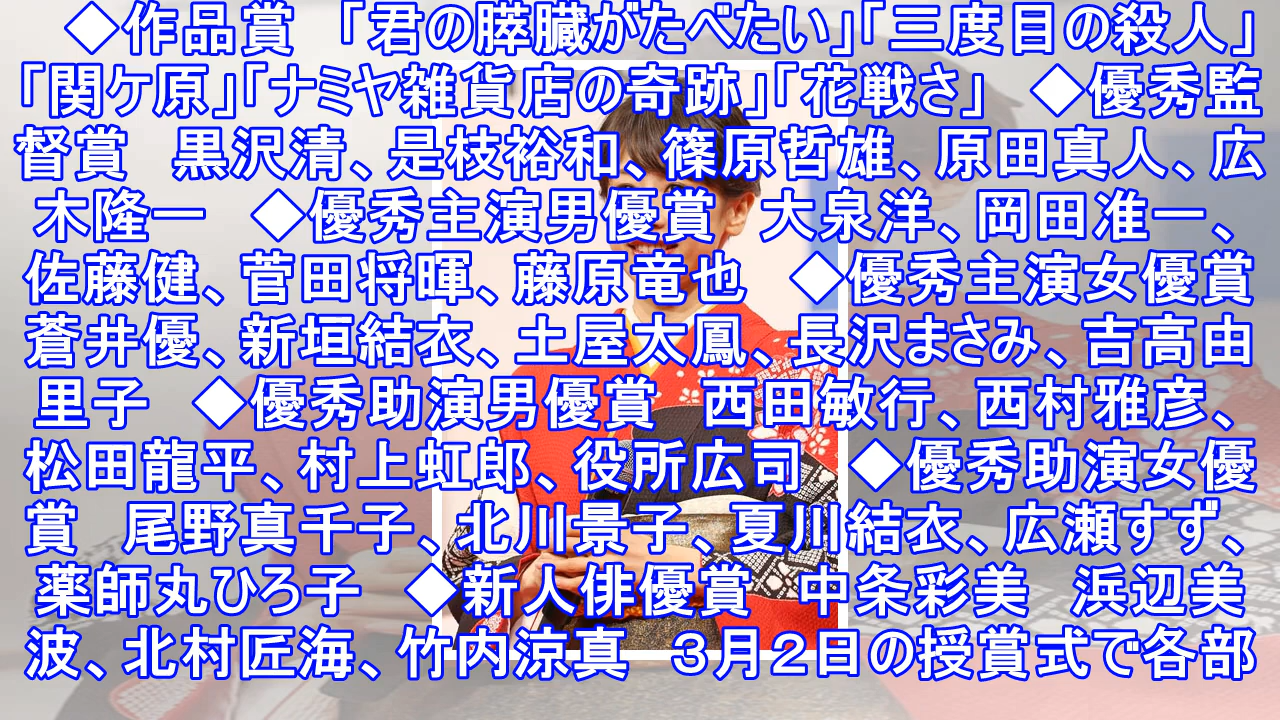 ◆作品賞　「君の膵臓がたべたい」「三度目の殺人」
「関ケ原」「ナミヤ雑貨店の奇跡」「花戦さ」　◆優秀監
督賞　黒沢清、是枝裕和、篠原哲雄、原田真人、広
木隆一　◆優秀主演男優賞　大泉洋、岡田准一、
佐藤健、菅田将暉、藤原竜也　◆優秀主演女優賞
蒼井優、新垣結衣、土屋太鳳、長沢まさみ、吉高由
里子　◆優秀助演男優賞　西田敏行、西村雅彦、
松田龍平、村上虹郎、役所広司　◆優秀助演女優
賞　尾野真千子、北川景子、夏川結衣、広瀬すず、
薬師丸ひろ子　◆新人俳優賞　中条彩美　浜辺美
波、北村匠海、竹内涼真　３月２日の授賞式で各部